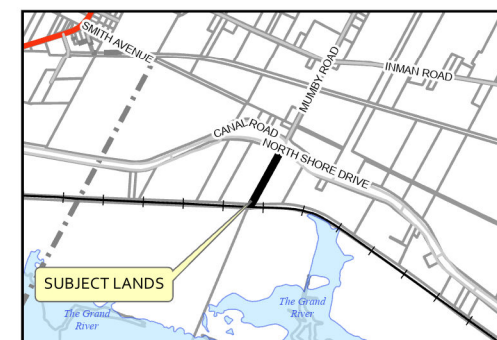 SMITH AVENUE
MUMBY ROAD
INMAN ROAD
CANAL ROAD
NORTH SHORE DRIVE
SUBJECT LANDS
The Grand
River
The Grand
River